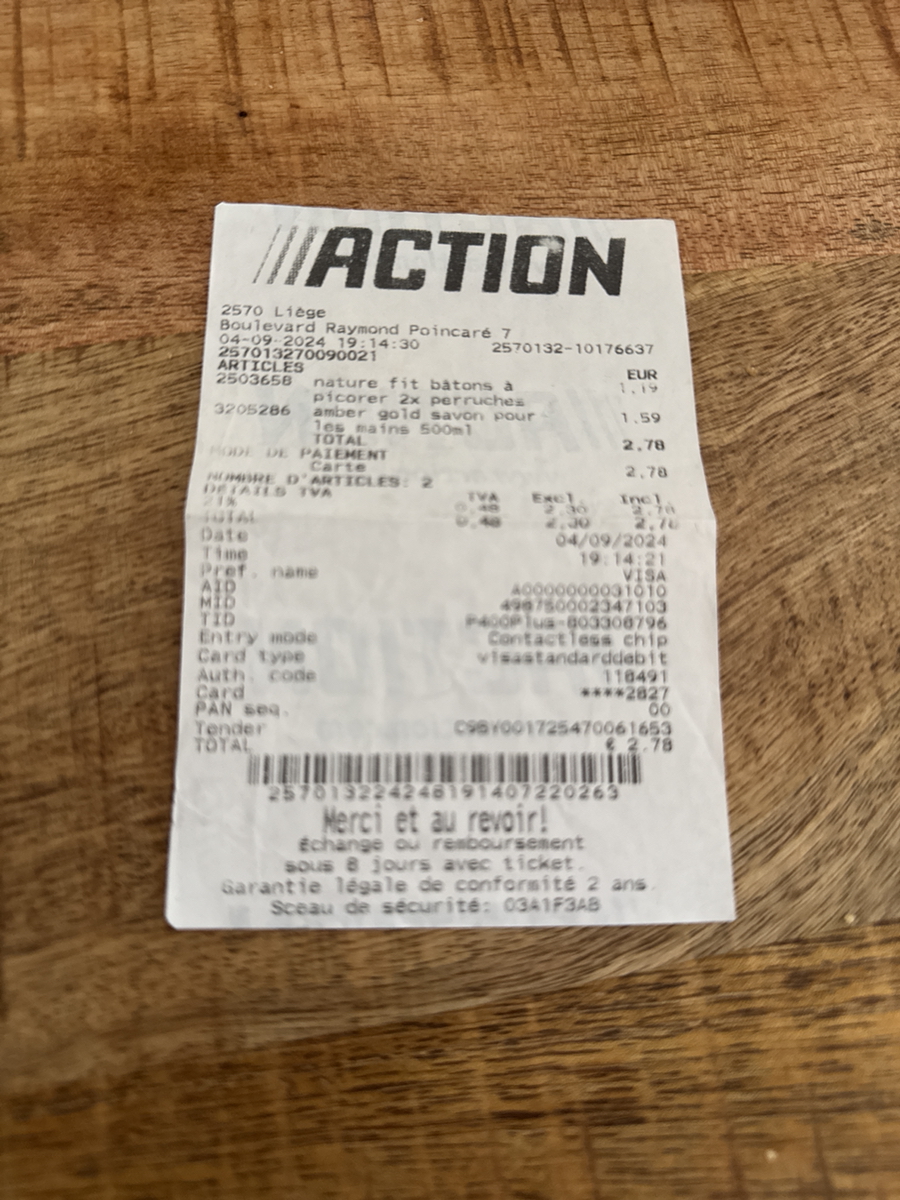 ACTION
2570 Liège
Boulevard Raymond Poincaré 7
04-09-2024 19:14:30 2570132-10176637
257013270090021
ARTICLES EUR
2503658 nature fit bâtons à 1.19
picorer 2x perruches
3205286 amber gold savon pour 1.59
les mains 500ml
TOTAL 2.78
MODE DE PAIEMENT
Carte 2.78
NOMBRE D'ARTICLES: 2
DÉTAILS TVA TVA Excl. Incl.
21% 0.48 2.30 2.78
TOTAL 0.48 2.30 2.78
Date 04/09/2024
Time 19:14:21
Pref. name VISA
AID A0000000031010
MID 498750002347103
TID P400Plus-803308796
Entry mode Contactless chip
Card type visastandarddebit
Auth. code 118491
Card ****2827
PAN seq. 00
Tender C9BY001725470061653
TOTAL € 2.78
257013224248191407220263
Merci et au revoir!
Échange ou remboursement
sous 8 jours avec ticket.
Garantie légale de conformité 2 ans.
Sceau de sécurité: 03A1F3AB